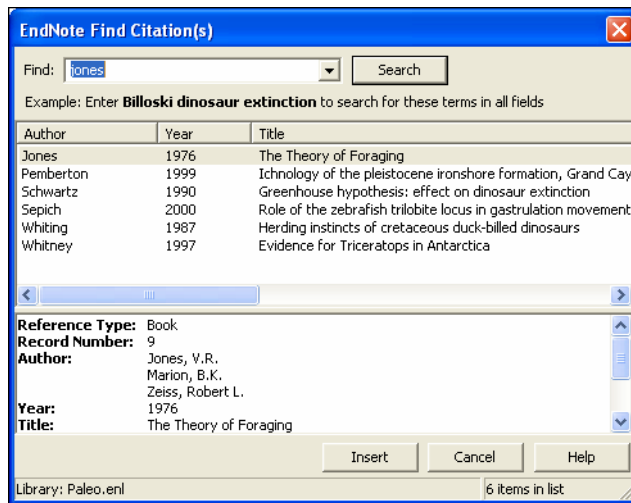 EndNote Find Citation(s)
Find: jones Search
Example: Enter Billoski dinosaur extinction to search for these terms in all fields
Author Year Title
Jones 1976 The Theory of Foraging
Pemberton 1999 Ichnology of the pleistocene ironshore formation, Grand Cay
Schwartz 1990 Greenhouse hypothesis: effect on dinosaur extinction
Sepich 2000 Role of the zebrafish trilobite locus in gastrulation movement
Whiting 1987 Herding instincts of cretaceous duck-billed dinosaurs
Whitney 1997 Evidence for Triceratops in Antarctica
Reference Type: Book
Record Number: 9
Author: Jones, V.R.
Marion, B.K.
Zeiss, Robert L.
Year: 1976
Title: The Theory of Foraging
Insert Cancel Help
Library: Paleo.enl 6 items in list